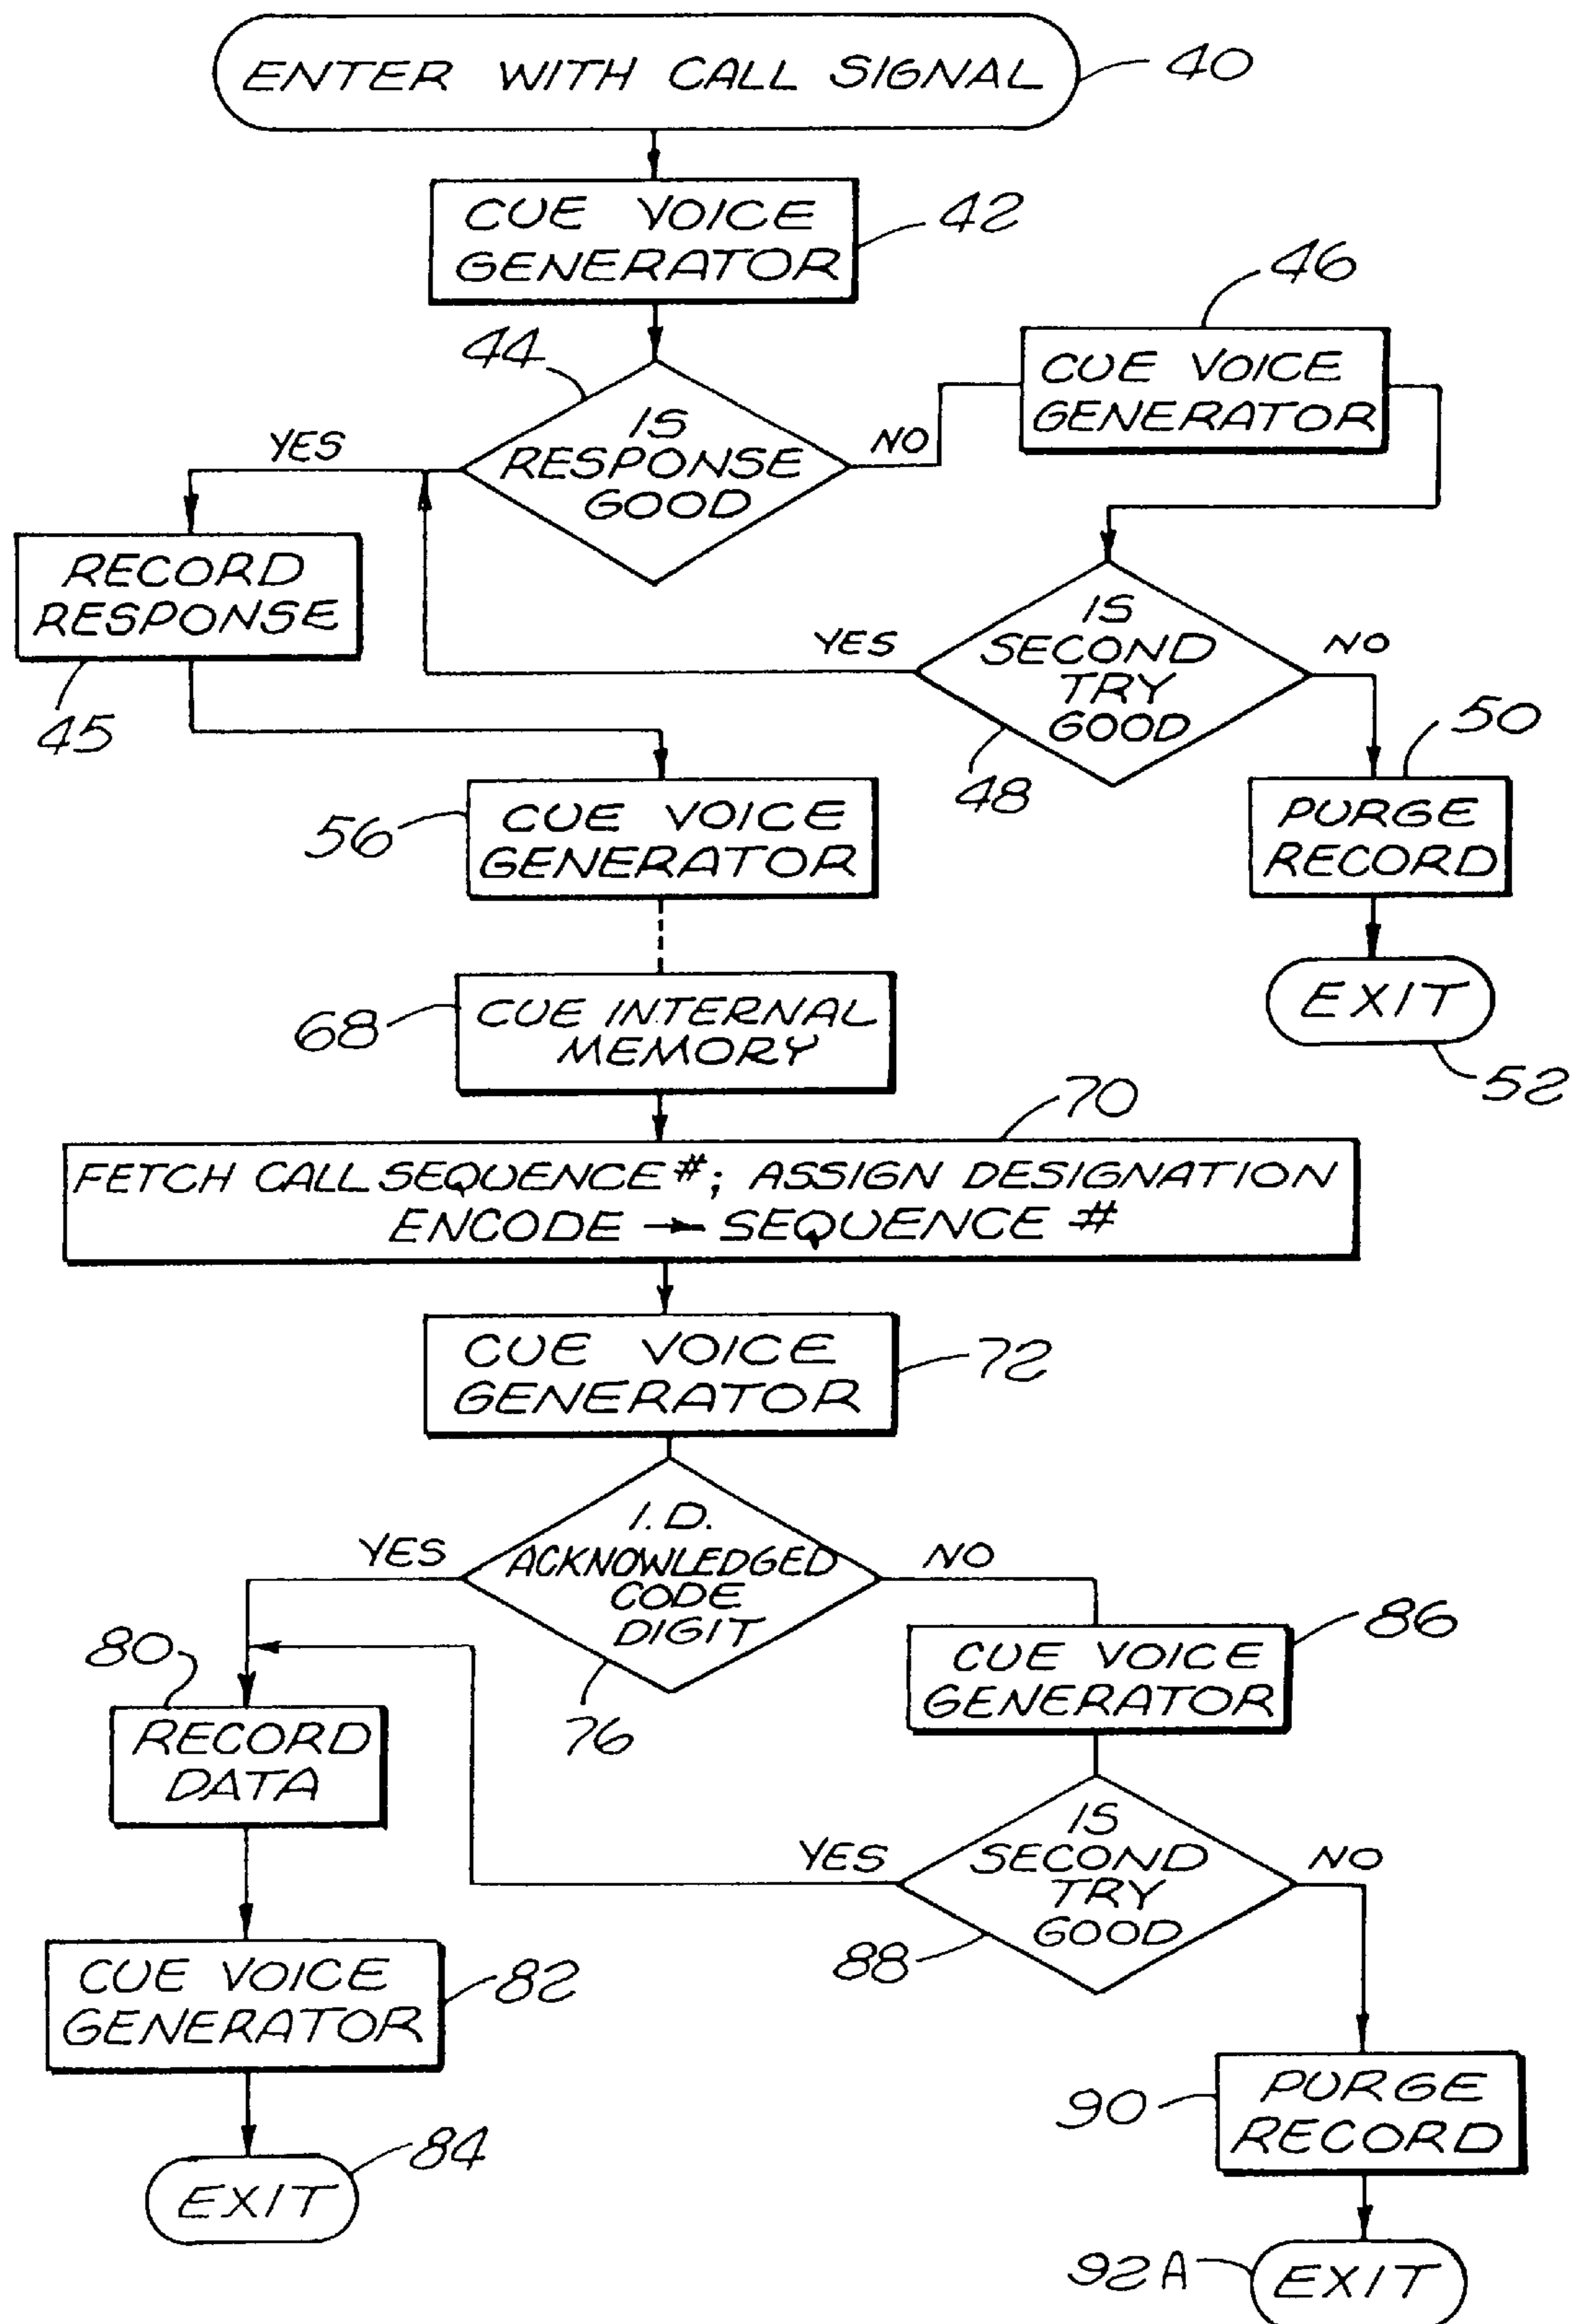 ENTER WITH CALL SIGNAL
40
CUE VOICE
GENERATOR
42
46
CUE VOICE
GENERATOR
44
IS
RESPONSE
GOOD
YES
NO
RECORD
RESPONSE
45
IS
SECOND
TRY
GOOD
YES
NO
48
50
PURGE
RECORD
EXIT
52
56
CUE VOICE
GENERATOR
68
CUE INTERNAL
MEMORY
70
FETCH CALL SEQUENCE #; ASSIGN DESIGNATION
ENCODE → SEQUENCE #
CUE VOICE
GENERATOR
72
I.D.
ACKNOWLEDGED
CODE
DIGIT
YES
NO
76
80
RECORD
DATA
86
CUE VOICE
GENERATOR
IS
SECOND
TRY
GOOD
YES
NO
88
CUE VOICE
GENERATOR
82
EXIT
84
90
PURGE
RECORD
92A
EXIT